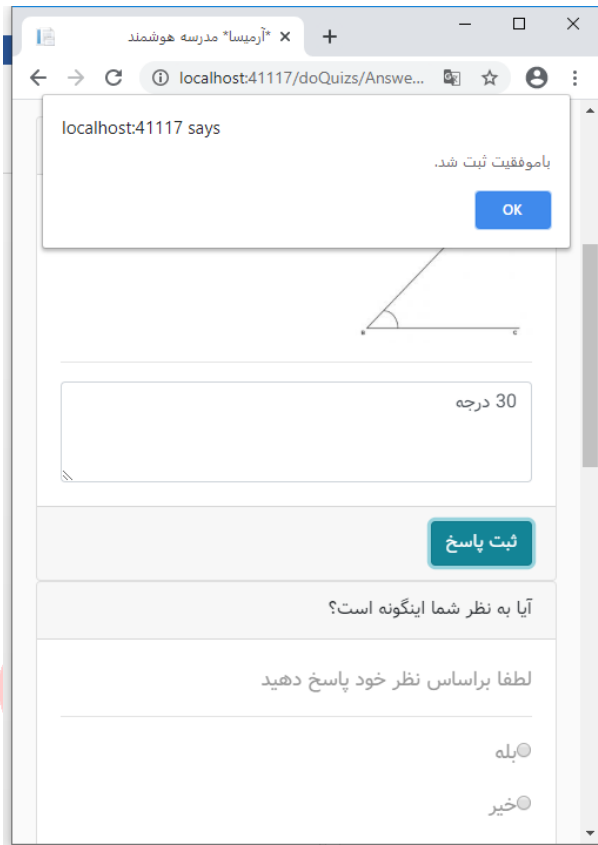 *آرمیسا* مدرسه هوشمند
localhost:41117/doQuizs/Answe...
localhost:41117 says
باموفقیت ثبت شد.
OK
30 درجه
ثبت پاسخ
آیا به نظر شما اینگونه است؟
لطفا براساس نظر خود پاسخ دهید
بله
خیر